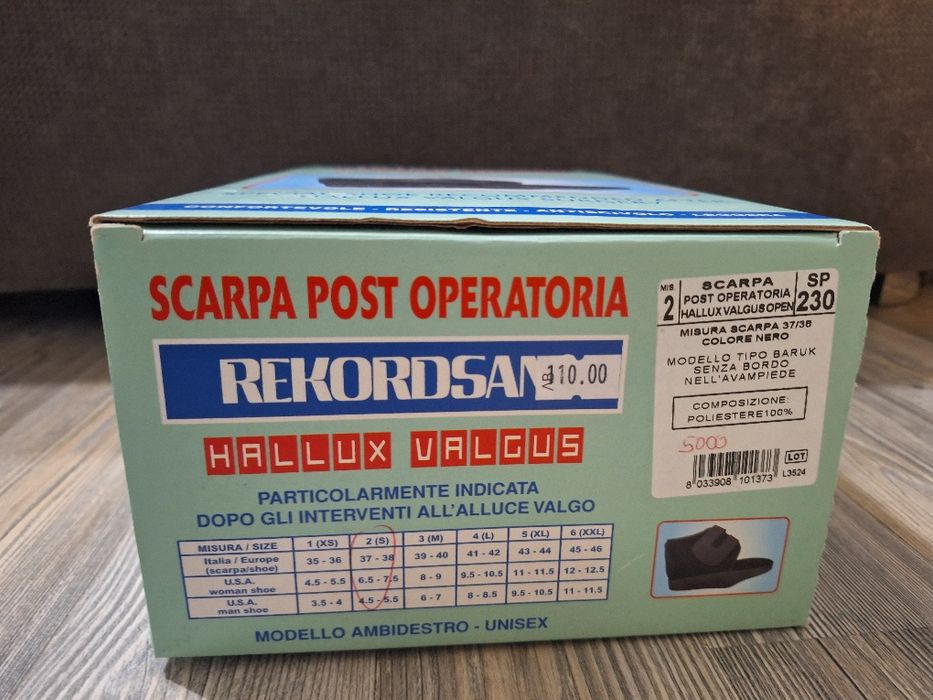 CONFORTEVOLE - RESISTENTE - ANTISCIVOLO - LEGGERA
SCARPA POST OPERATORIA
REKORDSAN
110.00
HALLUX VALGUS
PARTICOLARMENTE INDICATA
DOPO GLI INTERVENTI ALL'ALLUCE VALGO
MISURA / SIZE 1 (XS) 2 (S) 3 (M) 4 (L) 5 (XL) 6 (XXL)
Italia / Europe (scarpa/shoe) 35 - 36 37 - 38 39 - 40 41 - 42 43 - 44 45 - 46
U.S.A. woman shoe 4.5 - 5.5 6.5 - 7.5 8 - 9 9.5 - 10.5 11 - 11.5 12 - 12.5
U.S.A. man shoe 3.5 - 4 4.5 - 5.5 6 - 7 8 - 8.5 9.5 - 10.5 11 - 11.5
MODELLO AMBIDESTRO - UNISEX
MIS. 2
SCARPA
POST OPERATORIA
HALLUX VALGUS OPEN
SP 230
MISURA SCARPA 37/38
COLORE NERO
MODELLO TIPO BARUK
SENZA BORDO
NELL'AVAMPIEDE
COMPOSIZIONE:
POLIESTERE100%
5000
LOT
L3524
8 033908 101373